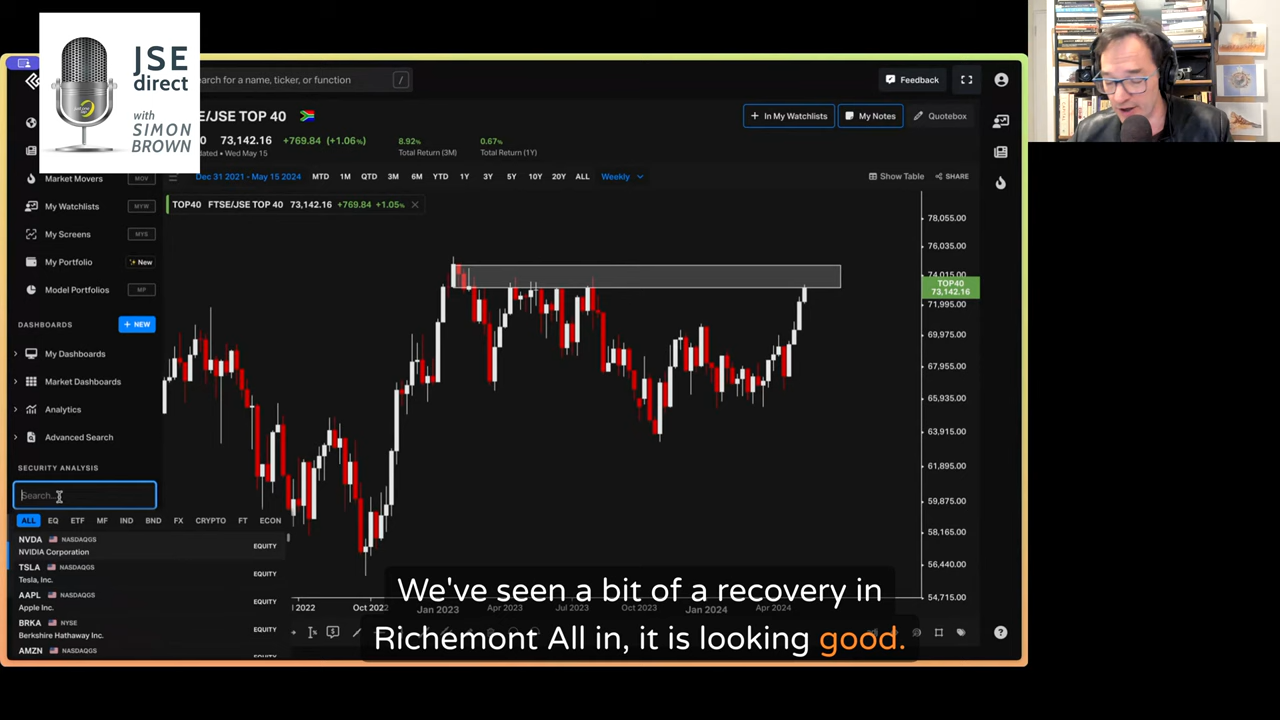 JSE
direct
with
SIMON
BROWN
Search for a name, ticker, or function
/
Feedback
E/JSE TOP 40
73,142.16 +769.84 (+1.06%)
Wed May 15
8.92%
Total Return (3M)
0.67%
Total Return (1Y)
+ In My Watchlists
My Notes
Quotebox
Dec 31 2021 - May 15 2024 MTD 1M QTD 3M 6M YTD 1Y 3Y 5Y 10Y 20Y ALL Weekly
Show Table
SHARE
TOP40 FTSE/JSE TOP 40 73,142.16 +769.84 +1.05%
Market Movers MOV
My Watchlists MYW
My Screens MYS
My Portfolio New
Model Portfolios MP
DASHBOARDS + NEW
My Dashboards
Market Dashboards
Analytics
Advanced Search
SECURITY ANALYSIS
Search...
ALL EQ ETF MF IND BND FX CRYPTO FT ECON
NVDA NASDAQGS
NVIDIA Corporation
EQUITY
TSLA NASDAQGS
Tesla, Inc.
EQUITY
AAPL NASDAQGS
Apple Inc.
EQUITY
BRKA NYSE
Berkshire Hathaway Inc.
EQUITY
AMZN NASDAQGS
78,055.00
76,035.00
74,015.00
TOP40
73,142.16
71,995.00
69,975.00
67,955.00
65,935.00
63,915.00
61,895.00
59,875.00
58,165.00
56,440.00
54,715.00
Jul 2022 Oct 2022 Jan 2023 Apr 2023 Jul 2023 Oct 2023 Jan 2024 Apr 2024
We've seen a bit of a recovery in
Richemont All in, it is looking good.